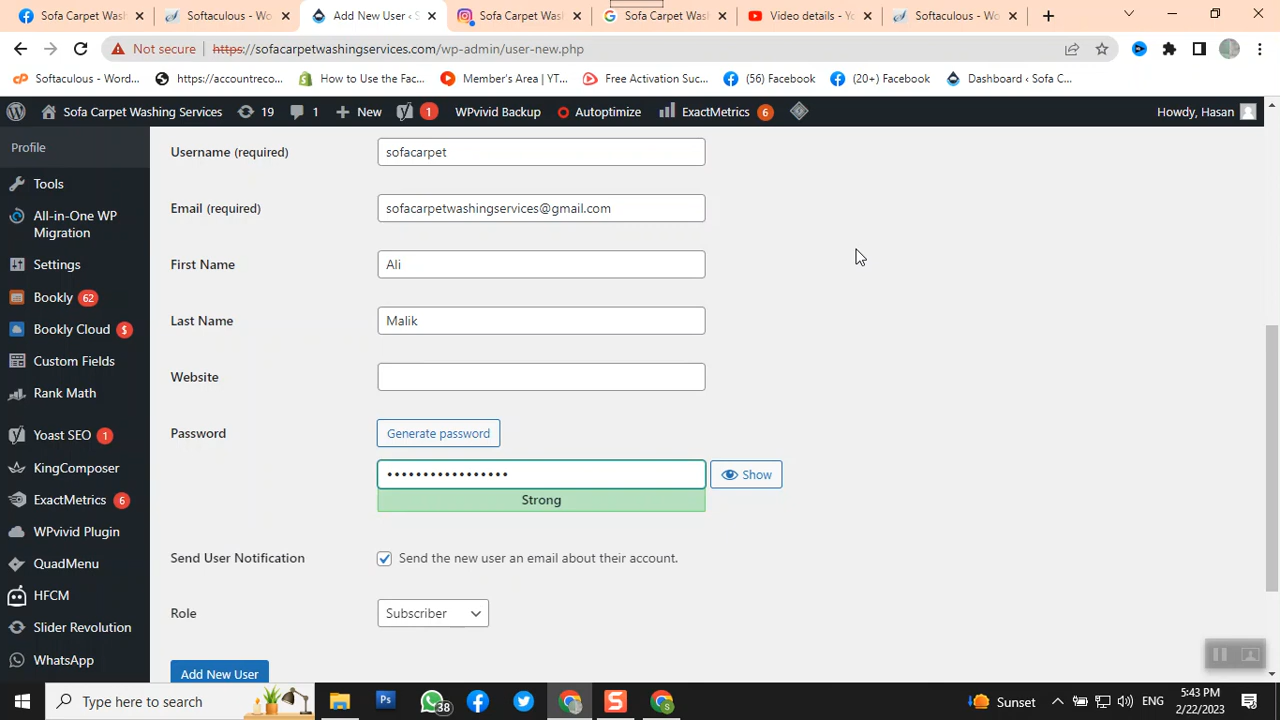 Sofa Carpet Wash
Softaculous - Wo
Add New User ‹ S
Sofa Carpet Wash
Sofa Carpet Wash
Video details - Yo
Softaculous - Wo
Not secure
https://sofacarpetwashingservices.com/wp-admin/user-new.php
Softaculous - Word...
https://accountreco...
How to Use the Fac...
Member's Area | YT...
Free Activation Suc...
(56) Facebook
(20+) Facebook
Dashboard ‹ Sofa C...
Sofa Carpet Washing Services
19
1
New
1
WPvivid Backup
Autoptimize
ExactMetrics 6
Howdy, Hasan
Profile
Tools
All-in-One WP
Migration
Settings
Bookly 62
Bookly Cloud $
Custom Fields
Rank Math
Yoast SEO 1
KingComposer
ExactMetrics 6
WPvivid Plugin
QuadMenu
HFCM
Slider Revolution
WhatsApp
Username (required)
sofacarpet
Email (required)
sofacarpetwashingservices@gmail.com
First Name
Ali
Last Name
Malik
Website
Password
Generate password
•••••••••••••••••
Show
Strong
Send User Notification
Send the new user an email about their account.
Role
Subscriber
Add New User
Type here to search
Ps
38
S
Sunset
ENG
5:43 PM
2/22/2023